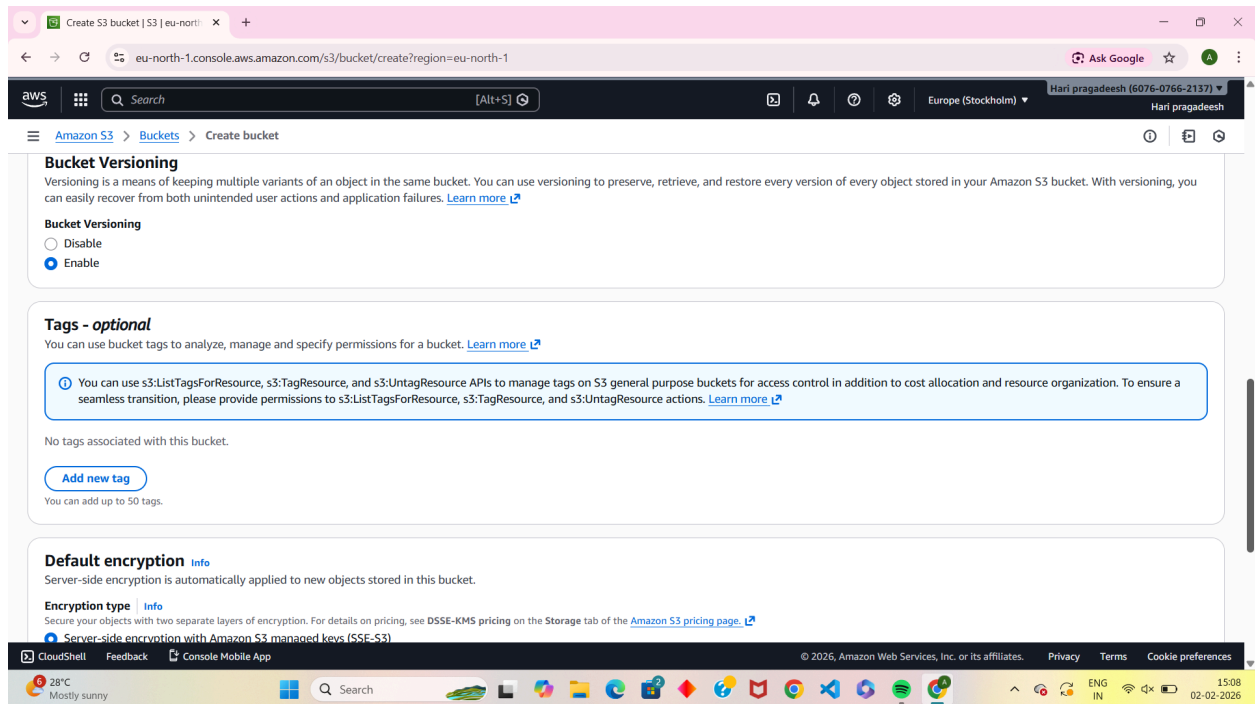 Create S3 bucket | S3 | eu-north
eu-north-1.console.aws.amazon.com/s3/bucket/create?region=eu-north-1
Ask Google
A
aws
Search
[Alt+S]
Europe (Stockholm)
Hari pragadeesh (6076-0766-2137)
Hari pragadeesh
Amazon S3 > Buckets > Create bucket
Bucket Versioning
Versioning is a means of keeping multiple variants of an object in the same bucket. You can use versioning to preserve, retrieve, and restore every version of every object stored in your Amazon S3 bucket. With versioning, you
can easily recover from both unintended user actions and application failures. Learn more
Bucket Versioning
Disable
Enable
Tags - optional
You can use bucket tags to analyze, manage and specify permissions for a bucket. Learn more
You can use s3:ListTagsForResource, s3:TagResource, and s3:UntagResource APIs to manage tags on S3 general purpose buckets for access control in addition to cost allocation and resource organization. To ensure a
seamless transition, please provide permissions to s3:ListTagsForResource, s3:TagResource, and s3:UntagResource actions. Learn more
No tags associated with this bucket.
Add new tag
You can add up to 50 tags.
Default encryption Info
Server-side encryption is automatically applied to new objects stored in this bucket.
Encryption type Info
Secure your objects with two separate layers of encryption. For details on pricing, see DSSE-KMS pricing on the Storage tab of the Amazon S3 pricing page.
Server-side encryption with Amazon S3 managed keys (SSE-S3)
CloudShell Feedback Console Mobile App © 2026, Amazon Web Services, Inc. or its affiliates. Privacy Terms Cookie preferences
6
28°C
Mostly sunny
Search
2
A
ENG
IN
15:08
02-02-2026